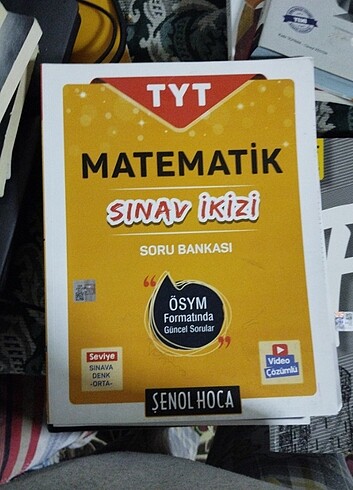 TYT
MATEMATİK
SINAV İKİZİ
SORU BANKASI
“
ÖSYM
Formatında
Güncel Sorular
”
Seviye
SINAVA
DENK
-ORTA-
Video
Çözümlü
ŞENOL HOCA